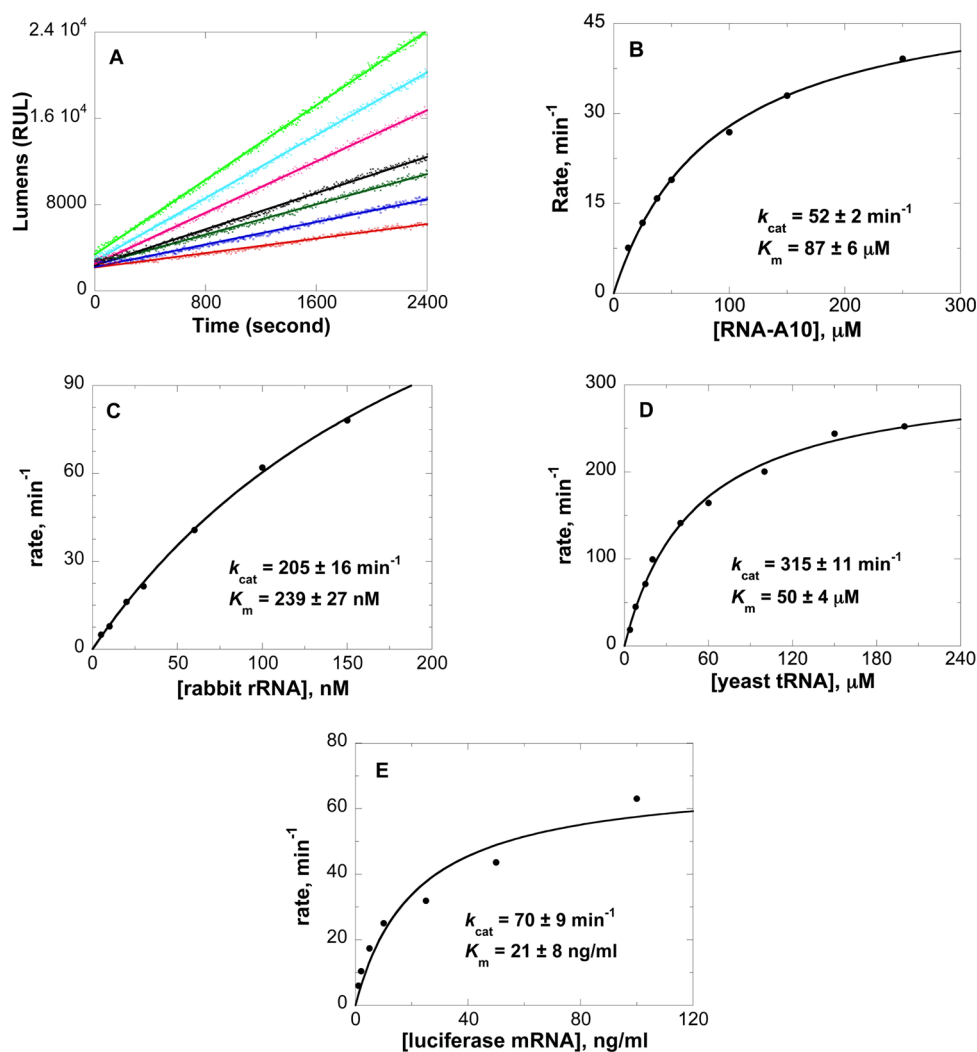 A
Lumens (RUL)
2.4 10⁴
1.6 10⁴
8000
0
0 800 1600 2400
Time (second)
B
Rate, min⁻¹
45
30
15
0
k_cat = 52 ± 2 min⁻¹
K_m = 87 ± 6 μM
0 100 200 300
[RNA-A10], μM
C
rate, min⁻¹
90
60
30
0
k_cat = 205 ± 16 min⁻¹
K_m = 239 ± 27 nM
0 50 100 150 200
[rabbit rRNA], nM
D
rate, min⁻¹
300
200
100
0
k_cat = 315 ± 11 min⁻¹
K_m = 50 ± 4 μM
0 60 120 180 240
[yeast tRNA], μM
E
rate, min⁻¹
80
60
40
20
0
k_cat = 70 ± 9 min⁻¹
K_m = 21 ± 8 ng/ml
0 40 80 120
[luciferase mRNA], ng/ml